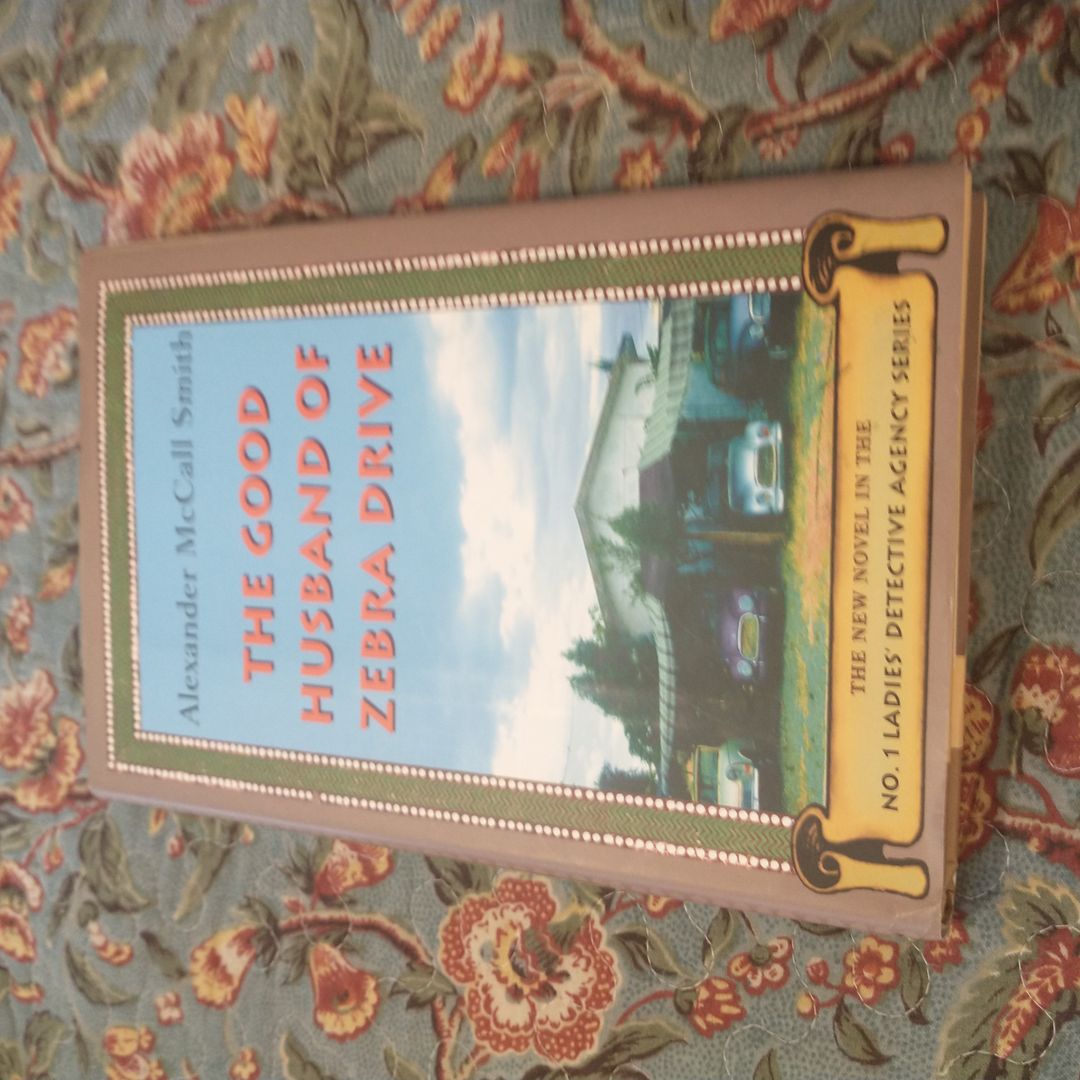 Alexander McCall Smith
THE GOOD
HUSBAND OF
ZEBRA DRIVE
THE NEW NOVEL IN THE
NO. 1 LADIES' DETECTIVE AGENCY SERIES